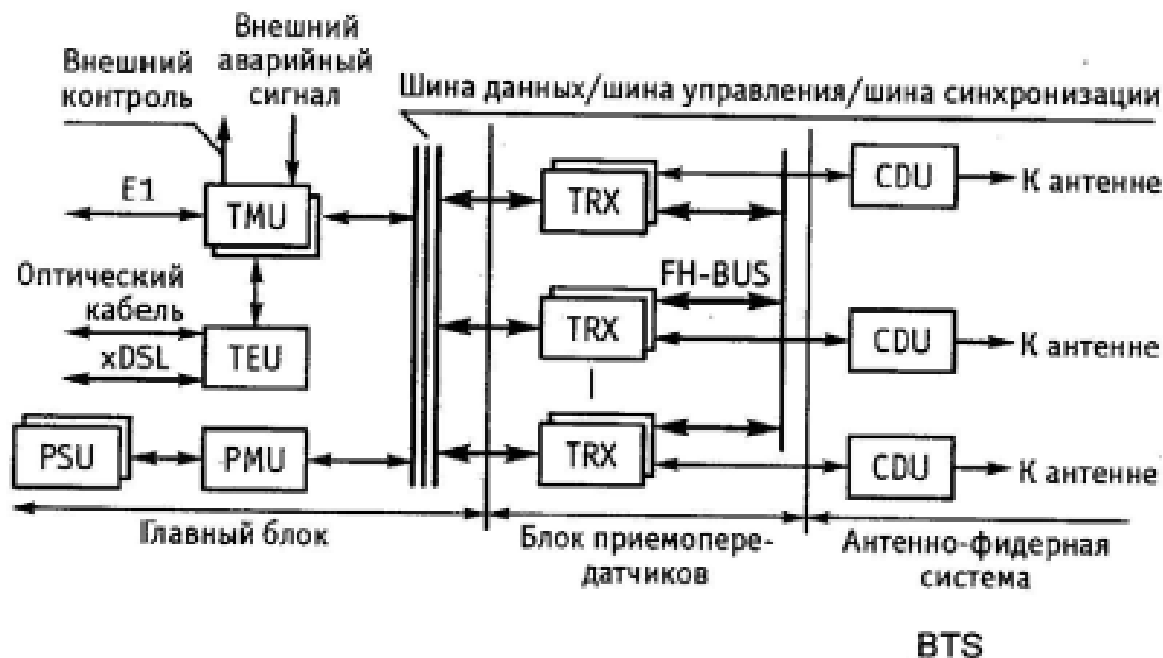 Внешний
аварийный
сигнал
Внешний
контроль
Шина данных/шина управления/шина синхронизации
E1
TMU
TRX
CDU
К антенне
Оптический
кабель
xDSL
TEU
FH-BUS
TRX
CDU
К антенне
PSU
PMU
TRX
CDU
К антенне
Главный блок
Блок приемопере-
датчиков
Антенно-фидерная
система
BTS